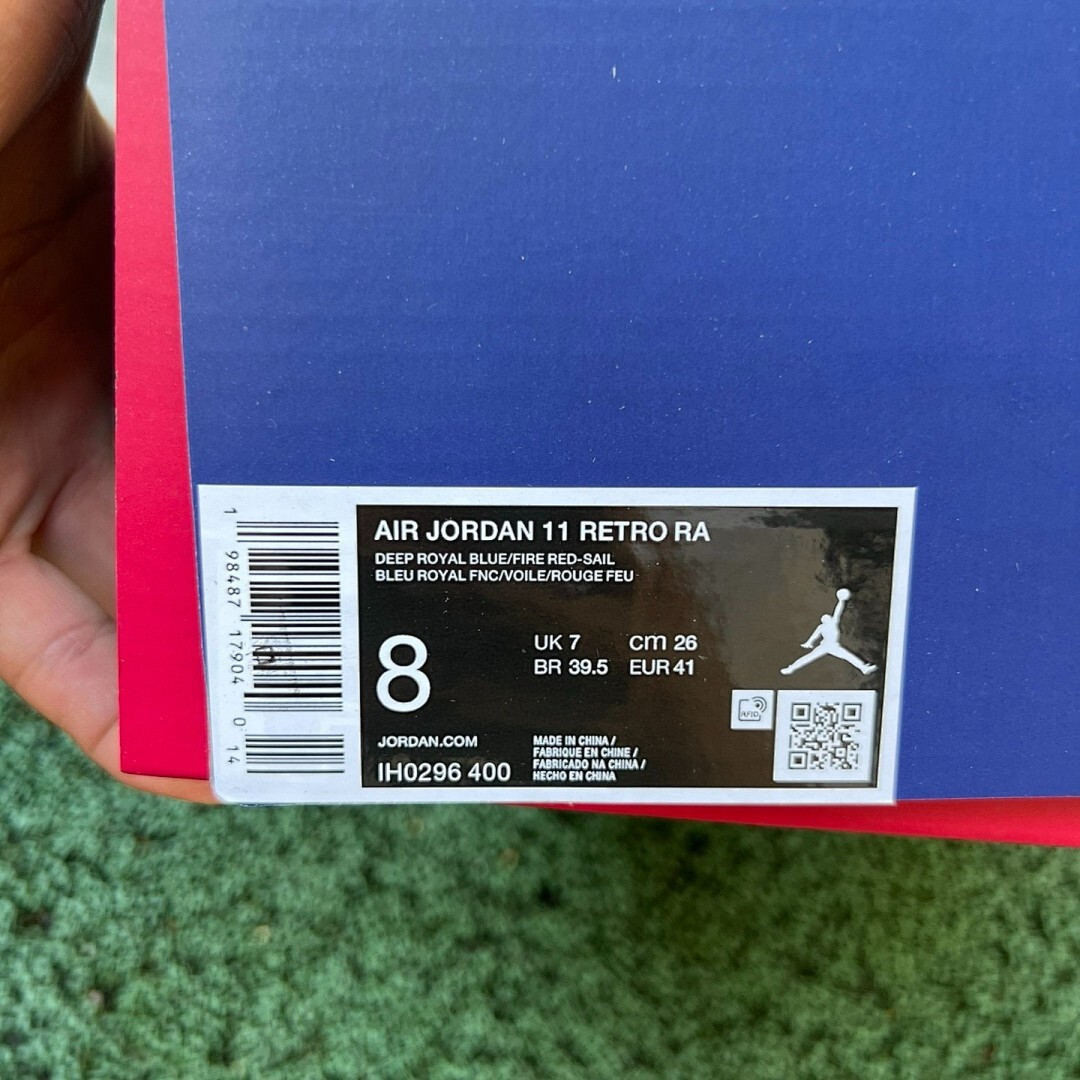 AIR JORDAN 11 RETRO RA
DEEP ROYAL BLUE/FIRE RED-SAIL
BLEU ROYAL FNC/VOILE/ROUGE FEU
8
UK 7 cm 26
BR 39.5 EUR 41
RFID
JORDAN.COM
IH0296 400
MADE IN CHINA /
FABRIQUE EN CHINE /
FABRICADO NA CHINA /
HECHO EN CHINA
1 98487 17904 0 14